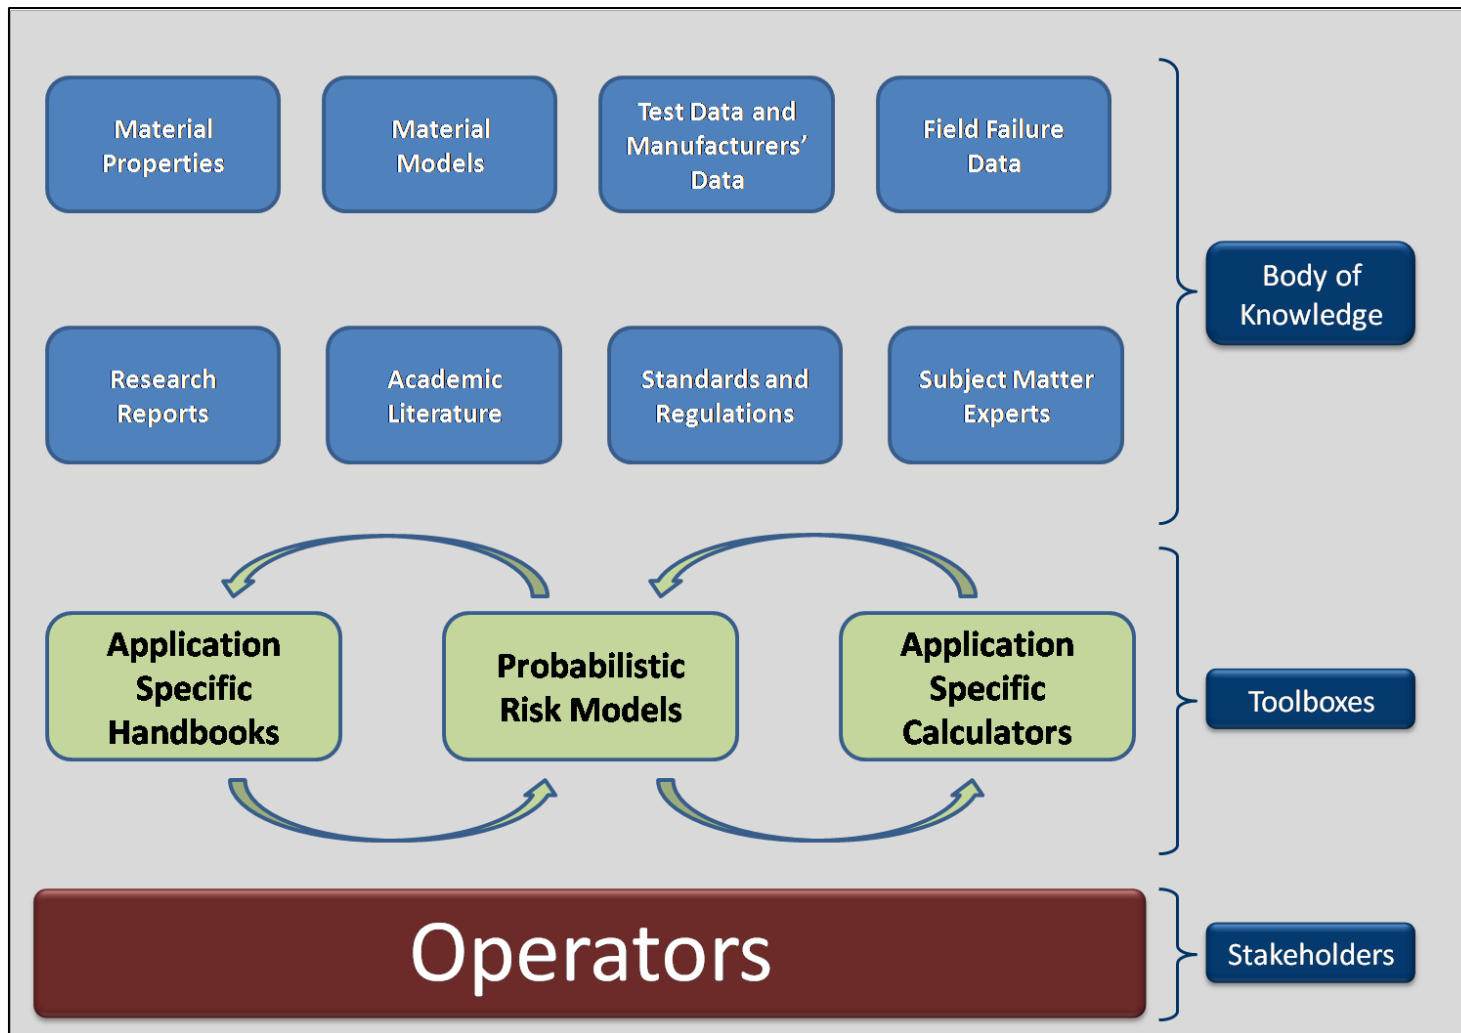 Material
Properties
Material
Models
Test Data and
Manufacturers’
Data
Field Failure
Data
Body of
Knowledge
Research
Reports
Academic
Literature
Standards and
Regulations
Subject Matter
Experts
Application
Specific
Handbooks
Probabilistic
Risk Models
Application
Specific
Calculators
Toolboxes
Operators
Stakeholders